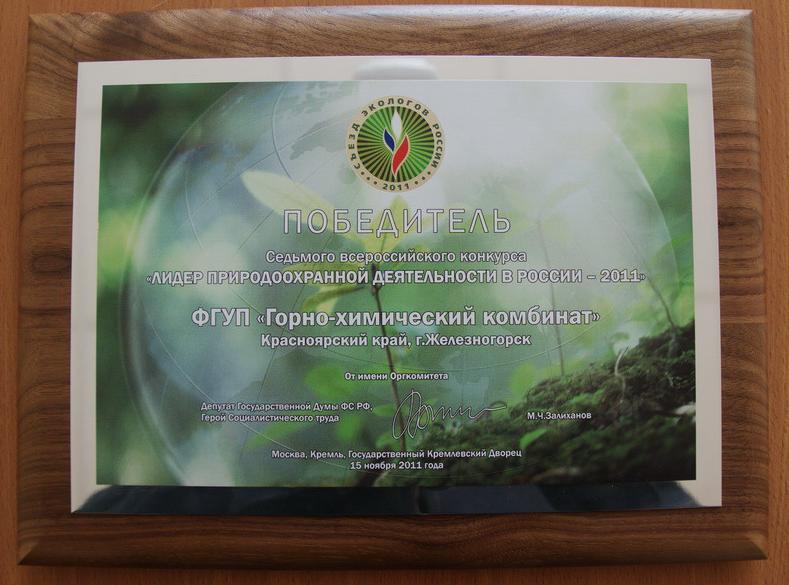 СЪЕЗД ЭКОЛОГОВ РОССИИ
2011
ПОБЕДИТЕЛЬ
Седьмого всероссийского конкурса
«ЛИДЕР ПРИРОДООХРАННОЙ ДЕЯТЕЛЬНОСТИ В РОССИИ – 2011»
ФГУП «Горно-химический комбинат»
Красноярский край, г.Железногорск
От имени Оргкомитета
Депутат Государственной Думы ФС РФ,
Герой Социалистического труда
М.Ч.Залиханов
Москва, Кремль, Государственный Кремлевский Дворец
15 ноября 2011 года